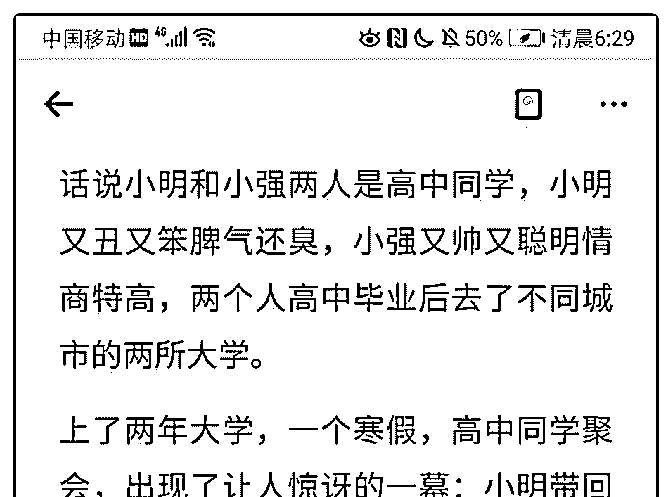 中国移动 HD 4G 50% 清晨6:29
话说小明和小强两人是高中同学，小明
又丑又笨脾气还臭，小强又帅又聪明情
商特高，两个人高中毕业后去了不同城
市的两所大学。
上了两年大学，一个寒假，高中同学聚
会，出现了让人惊讶的一幕：小明带回